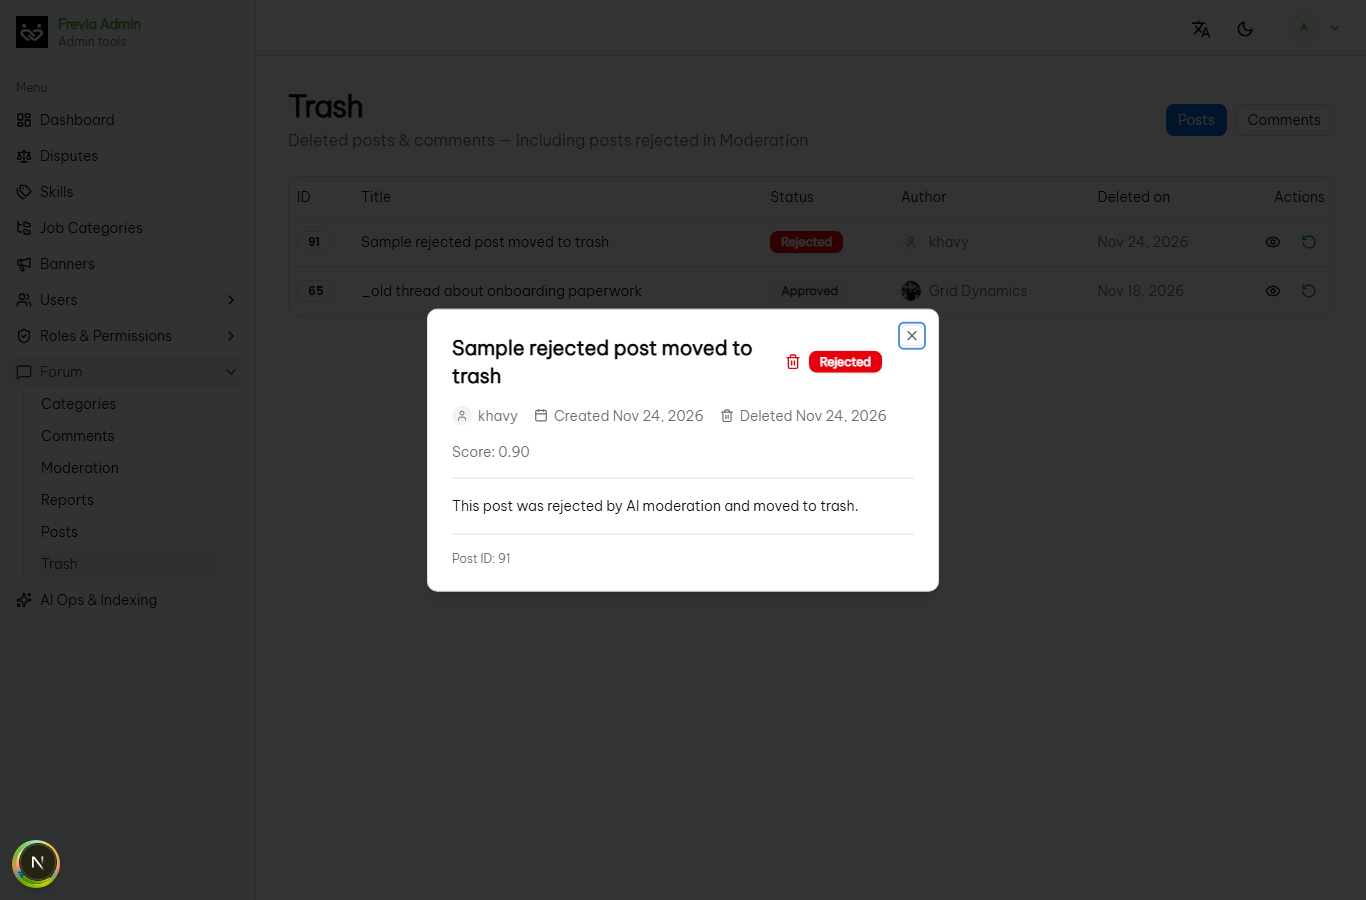 Frevia Admin
Admin tools
Menu
Dashboard
Disputes
Skills
Job Categories
Banners
Users
Roles & Permissions
Forum
Categories
Comments
Moderation
Reports
Posts
Trash
AI Ops & Indexing
A
Trash
Deleted posts & comments — including posts rejected in Moderation
Posts Comments
ID Title Status Author Deleted on Actions
91 Sample rejected post moved to trash Rejected khavy Nov 24, 2026
65 _old thread about onboarding paperwork Approved Grid Dynamics Nov 18, 2026
Sample rejected post moved to
trash
Rejected
khavy Created Nov 24, 2026 Deleted Nov 24, 2026
Score: 0.90
This post was rejected by AI moderation and moved to trash.
Post ID: 91
N